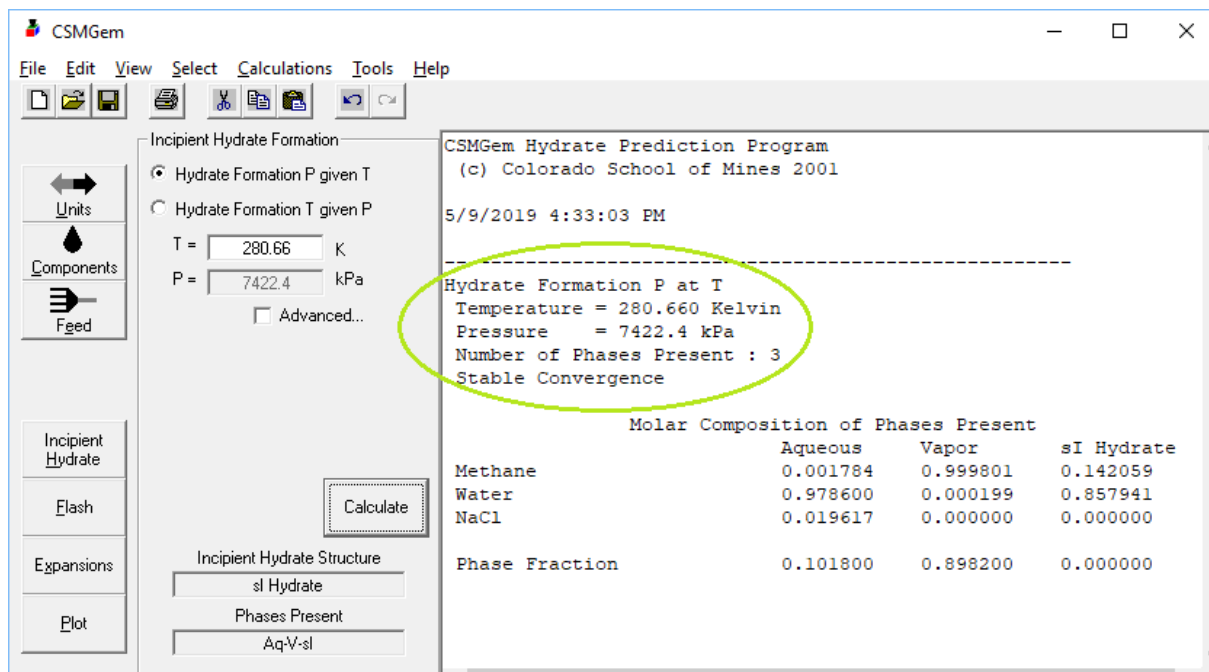 CSMGem
File Edit View Select Calculations Tools Help
Units
Components
Feed
Incipient
Hydrate
Flash
Expansions
Plot
Incipient Hydrate Formation
Hydrate Formation P given T
Hydrate Formation T given P
T = 280.66 K
P = 7422.4 kPa
Advanced...
Calculate
Incipient Hydrate Structure
sI Hydrate
Phases Present
Aq-V-sI
CSMGem Hydrate Prediction Program
(c) Colorado School of Mines 2001
5/9/2019 4:33:03 PM
------------------------------------------------------
Hydrate Formation P at T
Temperature = 280.660 Kelvin
Pressure = 7422.4 kPa
Number of Phases Present : 3
Stable Convergence
Molar Composition of Phases Present
Aqueous Vapor sI Hydrate
Methane 0.001784 0.999801 0.142059
Water 0.978600 0.000199 0.857941
NaCl 0.019617 0.000000 0.000000
Phase Fraction 0.101800 0.898200 0.000000